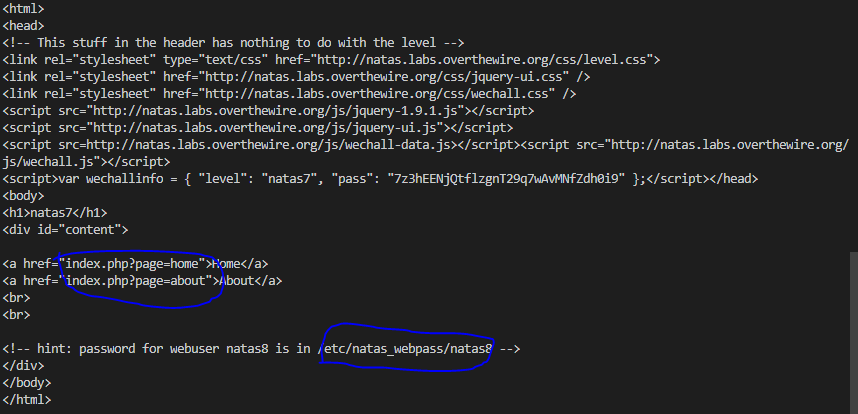 <html>
<head>
<!-- This stuff in the header has nothing to do with the level -->
<link rel="stylesheet" type="text/css" href="http://natas.labs.overthewire.org/css/level.css">
<link rel="stylesheet" href="http://natas.labs.overthewire.org/css/jquery-ui.css" />
<link rel="stylesheet" href="http://natas.labs.overthewire.org/css/wechall.css" />
<script src="http://natas.labs.overthewire.org/js/jquery-1.9.1.js"></script>
<script src="http://natas.labs.overthewire.org/js/jquery-ui.js"></script>
<script src=http://natas.labs.overthewire.org/js/wechall-data.js></script><script src="http://natas.labs.overthewire.org/
js/wechall.js"></script>
<script>var wechallinfo = { "level": "natas7", "pass": "7z3hEENjQtflzgnT29q7wAvMNfZdh0i9" };</script></head>
<body>
<h1>natas7</h1>
<div id="content">
<a href="index.php?page=home">Home</a>
<a href="index.php?page=about">About</a>
<br>
<br>
<!-- hint: password for webuser natas8 is in /etc/natas_webpass/natas8 -->
</div>
</body>
</html>